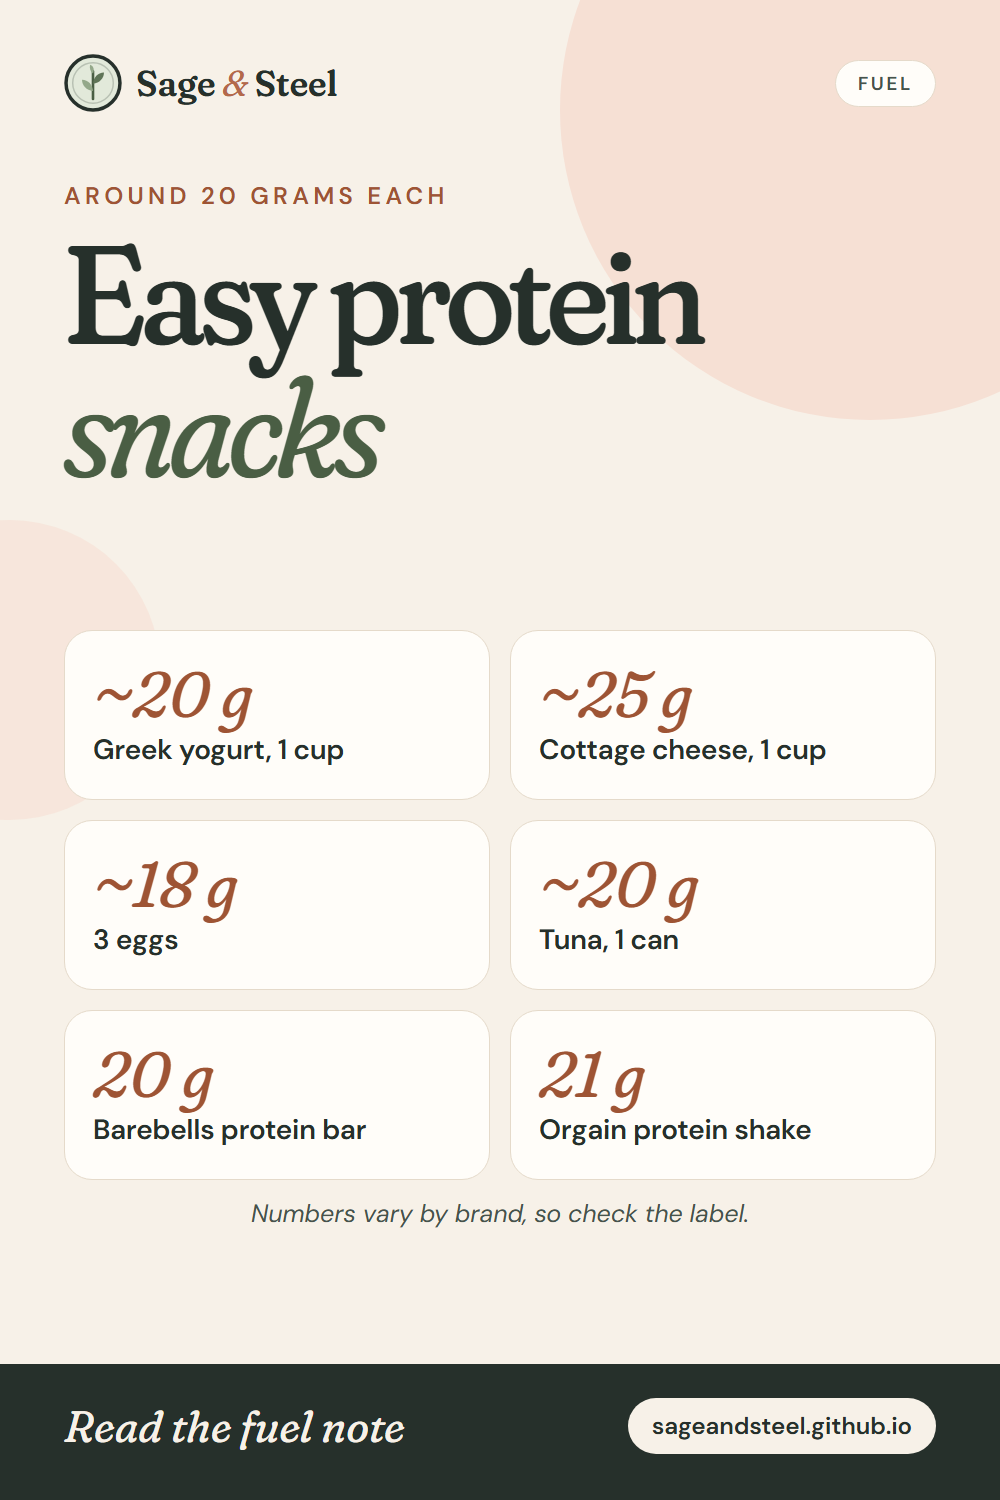 Sage & Steel
FUEL
AROUND 20 GRAMS EACH
Easy protein
snacks
~20 g
Greek yogurt, 1 cup
~25 g
Cottage cheese, 1 cup
~18 g
3 eggs
~20 g
Tuna, 1 can
20 g
Barebells protein bar
21 g
Orgain protein shake
Numbers vary by brand, so check the label.
Read the fuel note
sageandsteel.github.io